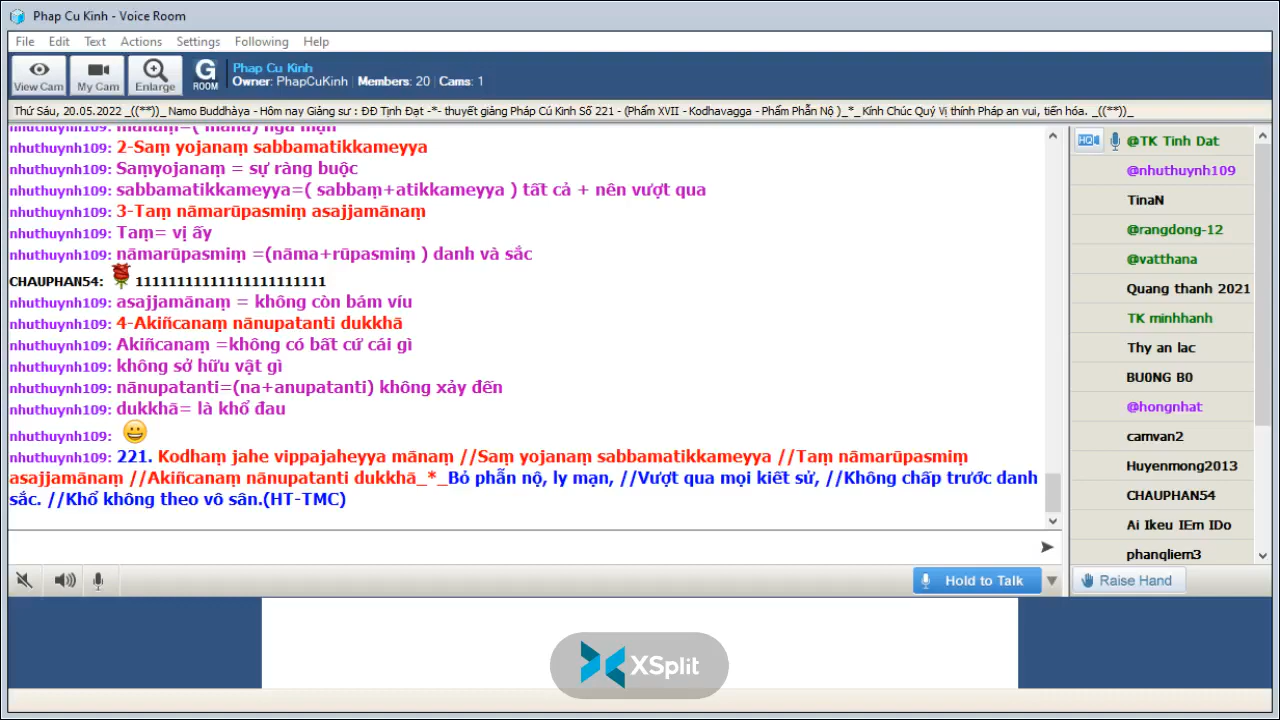 Phap Cu Kinh - Voice Room
File Edit Text Actions Settings Following Help
View Cam My Cam Enlarge G ROOM
Phap Cu Kinh
Owner: PhapCuKinh | Members: 20 | Cams: 1
Thứ Sáu, 20.05.2022 _((**))_ Namo Buddhàya - Hôm nay Giảng sư : ĐĐ Tịnh Đạt -*- thuyết giảng Pháp Cú Kinh Số 221 - (Phẩm XVII - Kodhavagga - Phẩm Phẫn Nộ )_*_ Kính Chúc Quý Vị thính Pháp an vui, tiến hóa. _((**))_
nhuthuynh109: mānaṃ=( māna) ngã mạn
nhuthuynh109: 2-Saṃ yojanaṃ sabbamatikkameyya
nhuthuynh109: Saṃyojanaṃ = sự ràng buộc
nhuthuynh109: sabbamatikkameyya=( sabbaṃ+atikkameyya ) tất cả + nên vượt qua
nhuthuynh109: 3-Taṃ nāmarūpasmiṃ asajjamānaṃ
nhuthuynh109: Taṃ= vị ấy
nhuthuynh109: nāmarūpasmiṃ =(nāma+rūpasmiṃ ) danh và sắc
CHAUPHAN54: 11111111111111111111111
nhuthuynh109: asajjamānaṃ = không còn bám víu
nhuthuynh109: 4-Akiñcanaṃ nānupatanti dukkhā
nhuthuynh109: Akiñcanaṃ =không có bất cứ cái gì
nhuthuynh109: không sở hữu vật gì
nhuthuynh109: nānupatanti=(na+anupatanti) không xảy đến
nhuthuynh109: dukkhā= là khổ đau
nhuthuynh109: 😀
nhuthuynh109: 221. Kodhaṃ jahe vippajaheyya mānaṃ //Saṃ yojanaṃ sabbamatikkameyya //Taṃ nāmarūpasmiṃ
asajjamānaṃ //Akiñcanaṃ nānupatanti dukkhā_*_Bỏ phẫn nộ, ly mạn, //Vượt qua mọi kiết sử, //Không chấp trước danh
sắc. //Khổ không theo vô sân.(HT-TMC)
Hold to Talk
HD
@TK Tinh Dat
@nhuthuynh109
TinaN
@rangdong-12
@vatthana
Quang thanh 2021
TK minhhanh
Thy an lac
BU0NG B0
@hongnhat
camvan2
Huyenmong2013
CHAUPHAN54
Ai Ikeu IEm IDo
phangliem3
Raise Hand
XSplit